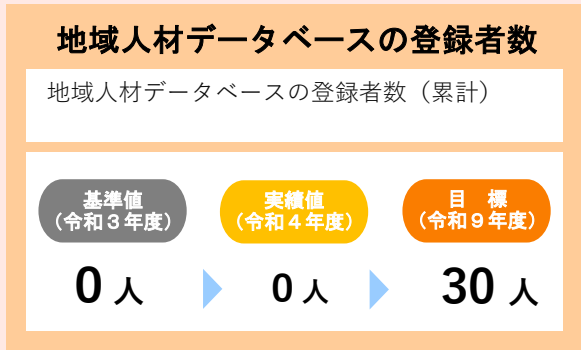 地域人材データベースの登録者数
地域人材データベースの登録者数（累計）
基準値
（令和３年度）
実績値
（令和４年度）
目　標
（令和９年度）
0 人
0 人
30 人